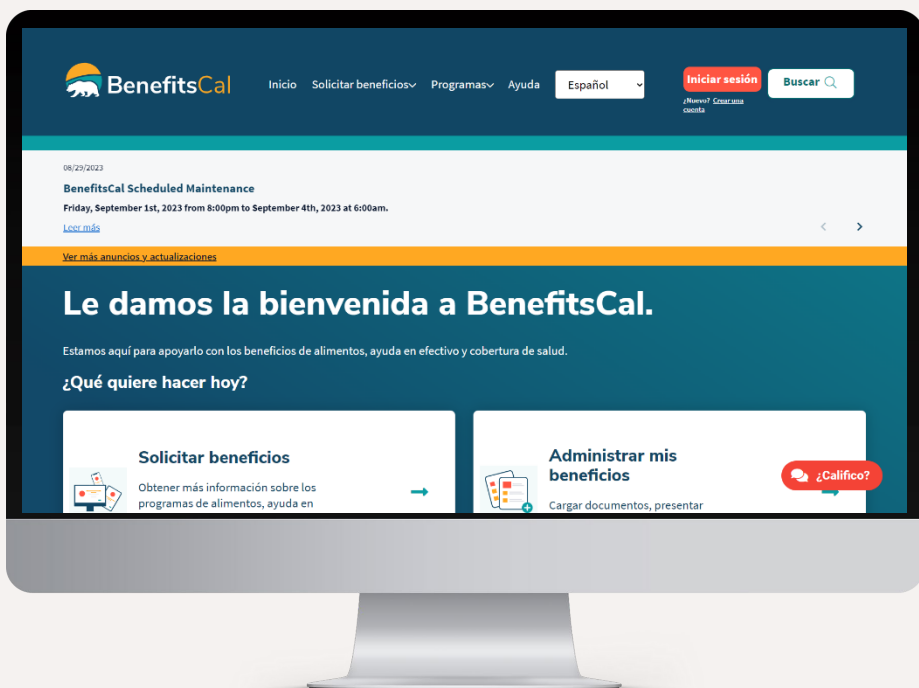 BenefitsCal
Inicio Solicitar beneficios Programas Ayuda Español Iniciar sesión Buscar
¿Nuevo? Crear una
cuenta
08/29/2023
BenefitsCal Scheduled Maintenance
Friday, September 1st, 2023 from 8:00pm to September 4th, 2023 at 6:00am.
Leer más
Ver más anuncios y actualizaciones
Le damos la bienvenida a BenefitsCal.
Estamos aquí para apoyarlo con los beneficios de alimentos, ayuda en efectivo y cobertura de salud.
¿Qué quiere hacer hoy?
Solicitar beneficios
Obtener más información sobre los
programas de alimentos, ayuda en
Administrar mis
beneficios
Cargar documentos, presentar
¿Califico?